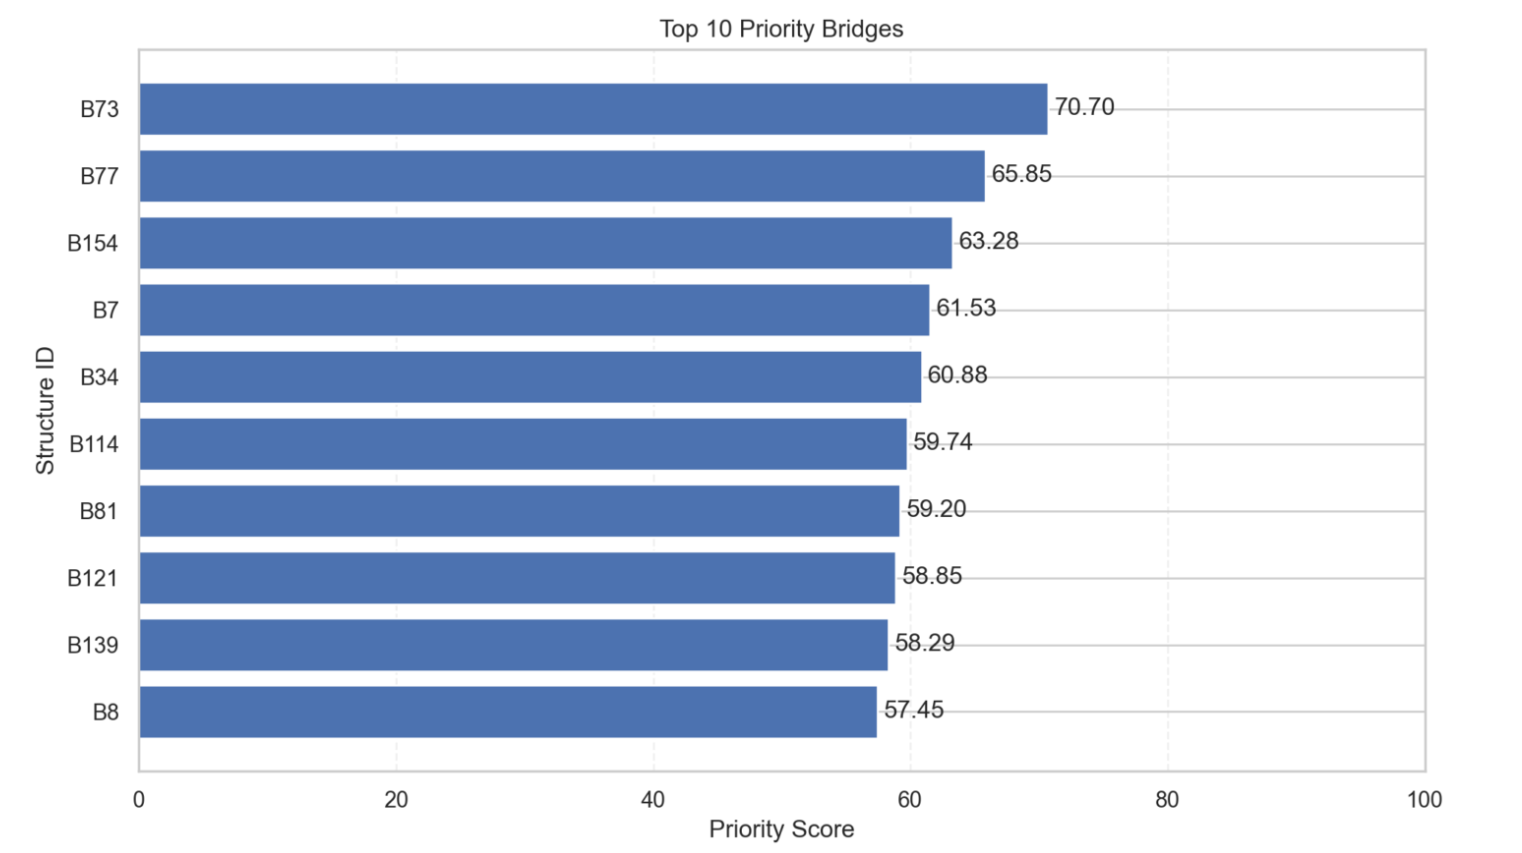 Top 10 Priority Bridges
Structure ID
B73 70.70
B77 65.85
B154 63.28
B7 61.53
B34 60.88
B114 59.74
B81 59.20
B121 58.85
B139 58.29
B8 57.45
0 20 40 60 80 100
Priority Score